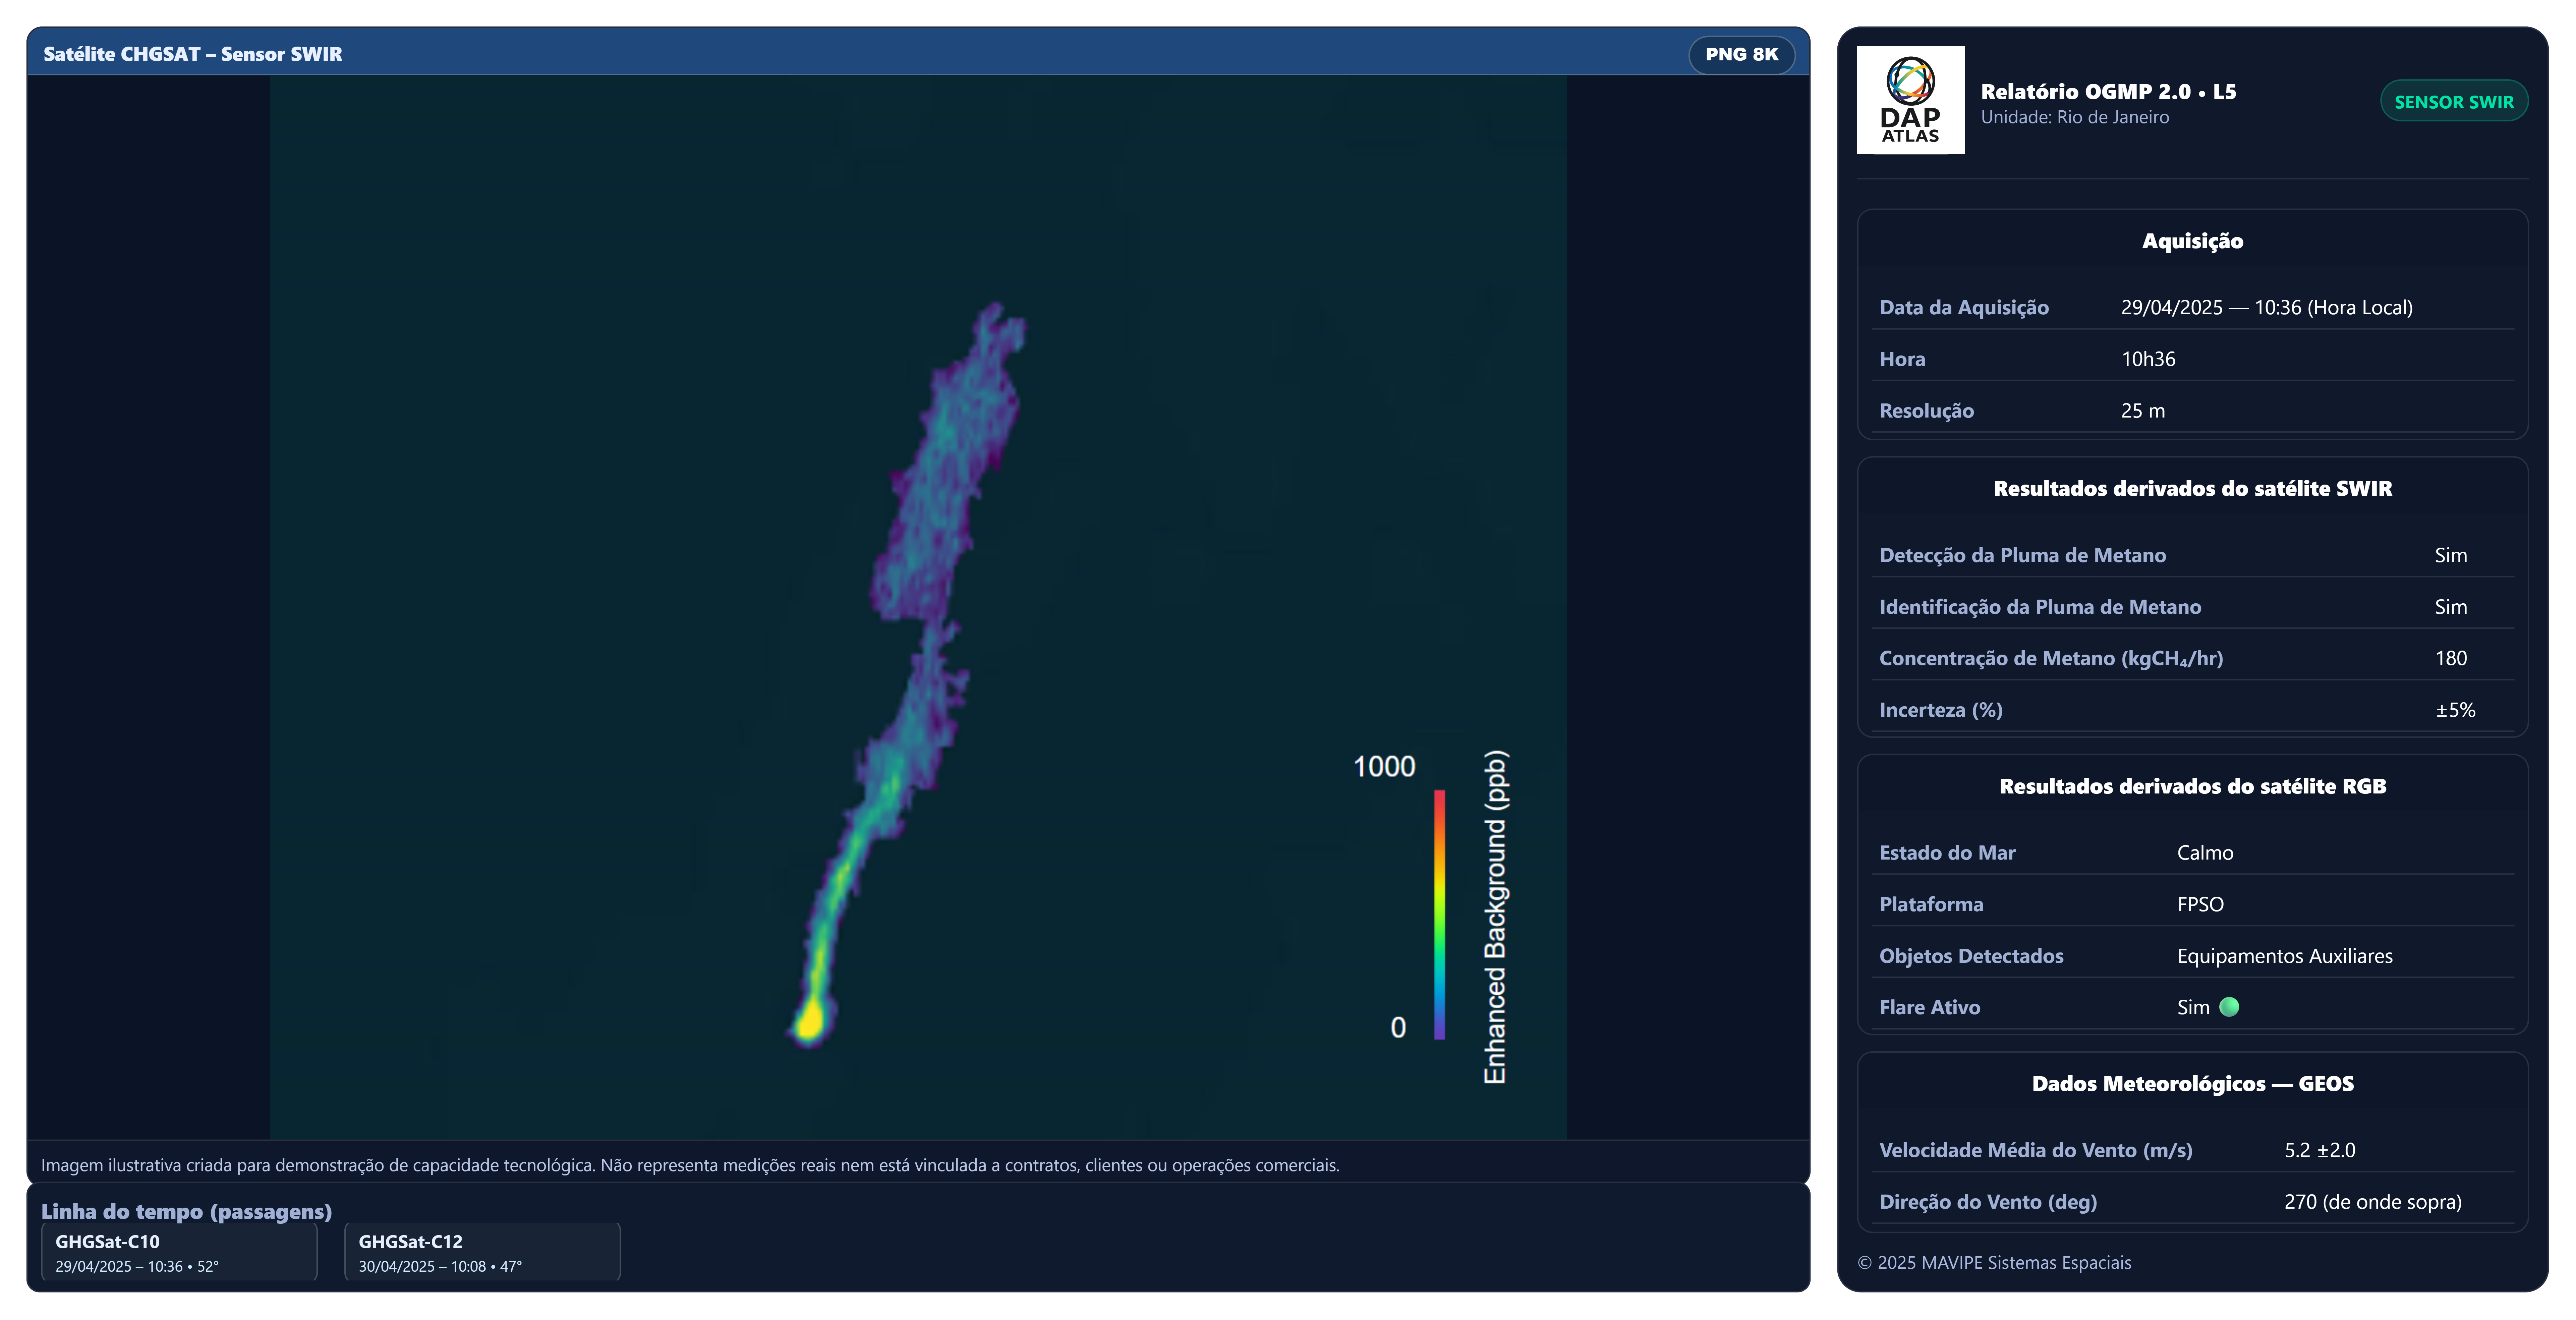 Satélite CHGSAT – Sensor SWIR
PNG 8K
1000
0
Enhanced Background (ppb)
Imagem ilustrativa criada para demonstração de capacidade tecnológica. Não representa medições reais nem está vinculada a contratos, clientes ou operações comerciais.
Linha do tempo (passagens)
GHGSat-C10
29/04/2025 – 10:36 • 52°
GHGSat-C12
30/04/2025 – 10:08 • 47°
DAP
ATLAS
Relatório OGMP 2.0 • L5
Unidade: Rio de Janeiro
SENSOR SWIR
Aquisição
Data da Aquisição 29/04/2025 — 10:36 (Hora Local)
Hora 10h36
Resolução 25 m
Resultados derivados do satélite SWIR
Detecção da Pluma de Metano Sim
Identificação da Pluma de Metano Sim
Concentração de Metano (kgCH₄/hr) 180
Incerteza (%) ±5%
Resultados derivados do satélite RGB
Estado do Mar Calmo
Plataforma FPSO
Objetos Detectados Equipamentos Auxiliares
Flare Ativo Sim
Dados Meteorológicos — GEOS
Velocidade Média do Vento (m/s) 5.2 ±2.0
Direção do Vento (deg) 270 (de onde sopra)
© 2025 MAVIPE Sistemas Espaciais